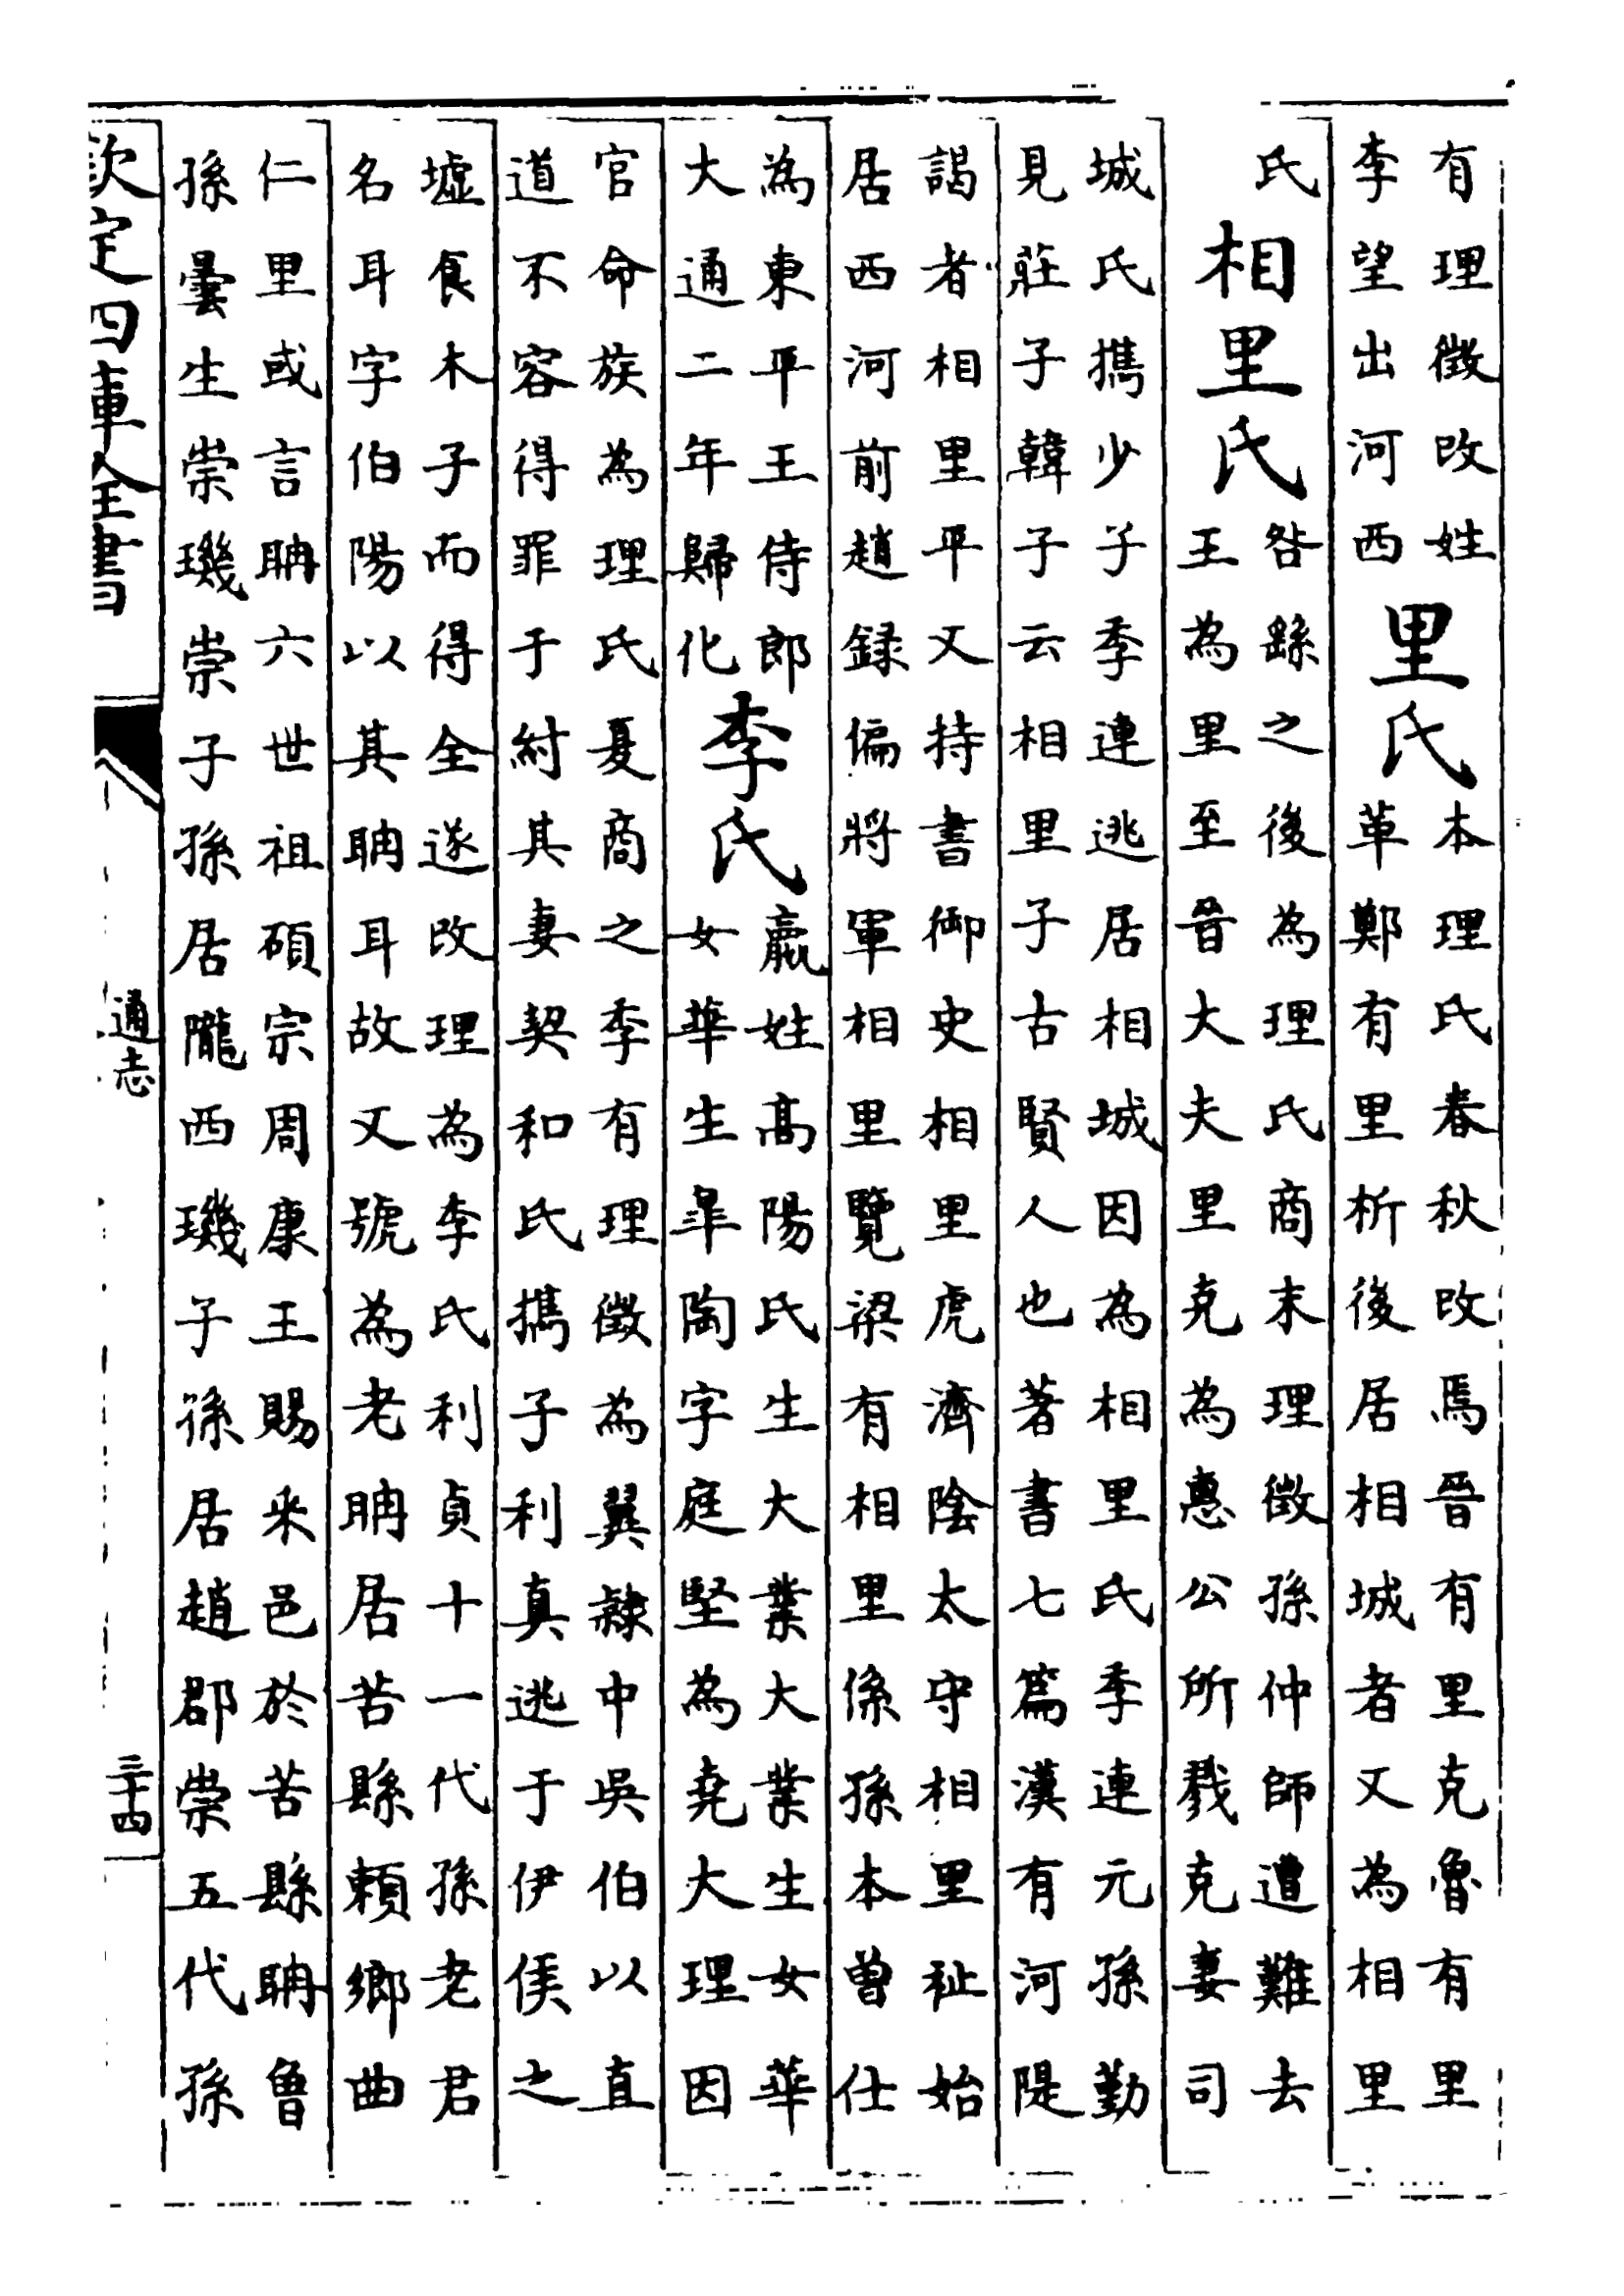 有理徴改姓
李望出河西
里氏
本理氏春秋改焉晉有里克魯有里
革鄭有里析後居相城者又為相里
氏
相里氏
咎繇之後為理氏商末理徴孫仲師遭難去
王為里至晉大夫里克為惠公所戮克妻司
城氏攜少子季連逃居相城因為相里氏季連元孫勤
見莊子韓子云相里子古賢人也著書七篇漢有河隄
謁者相里平又持書御史相里虎濟陰太守相里祉始
居西河前趙録偏將軍相里覽梁有相里係孫本曽仕
為東平王侍郎
大通二年歸化
李氏
嬴姓髙陽氏生大業大業生女華
女華生臯陶字庭堅為堯大理因
官命族為理氏夏商之季有理徴為翼隸中吳伯以直
道不容得罪于紂其妻契和氏攜子利真逃于伊侯之
墟食木子而得全遂改理為李氏利貞十一代孫老君
名耳字伯陽以其聃耳故又號為老聃居苦縣頼鄉曲
仁里或言聃六世祖碩宗周康王賜采邑於苦縣聃魯
孫曇生崇璣崇子孫居隴西璣子孫居趙郡崇五代孫
欽定四庫全書
通志
三十四